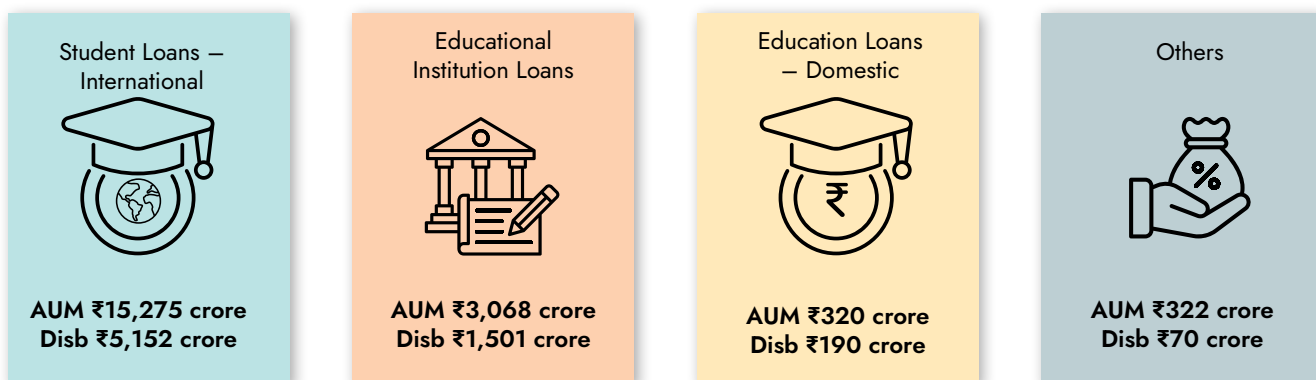 Student Loans –
International
AUM ₹15,275 crore
Disb ₹5,152 crore
Educational
Institution Loans
AUM ₹3,068 crore
Disb ₹1,501 crore
Education Loans
– Domestic
₹
AUM ₹320 crore
Disb ₹190 crore
Others
%
AUM ₹322 crore
Disb ₹70 crore